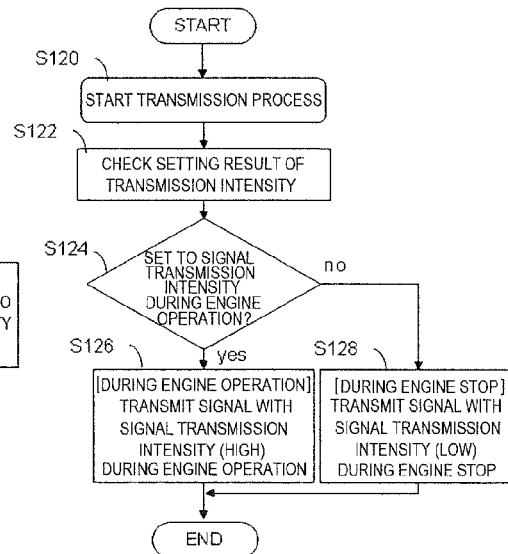 START
S120
START TRANSMISSION PROCESS
S122
CHECK SETTING RESULT OF
TRANSMISSION INTENSITY
S124
SET TO SIGNAL
TRANSMISSION
INTENSITY
DURING ENGINE
OPERATION?
no
yes
S126
[DURING ENGINE OPERATION]
TRANSMIT SIGNAL WITH
SIGNAL TRANSMISSION
INTENSITY (HIGH)
DURING ENGINE OPERATION
S128
[DURING ENGINE STOP]
TRANSMIT SIGNAL WITH
SIGNAL TRANSMISSION
INTENSITY (LOW)
DURING ENGINE STOP
END